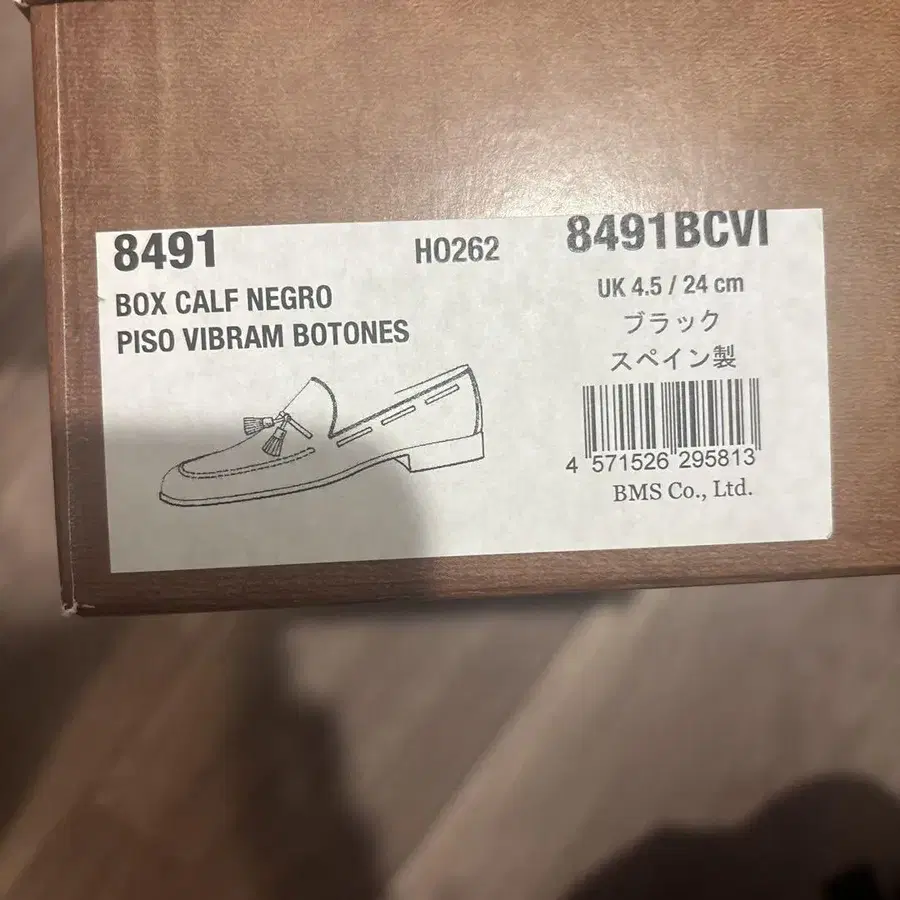 8491
HO262
8491BCVI
BOX CALF NEGRO
PISO VIBRAM BOTONES
UK 4.5 / 24 cm
ブラック
スペイン製
4 571526 295813
BMS Co., Ltd.